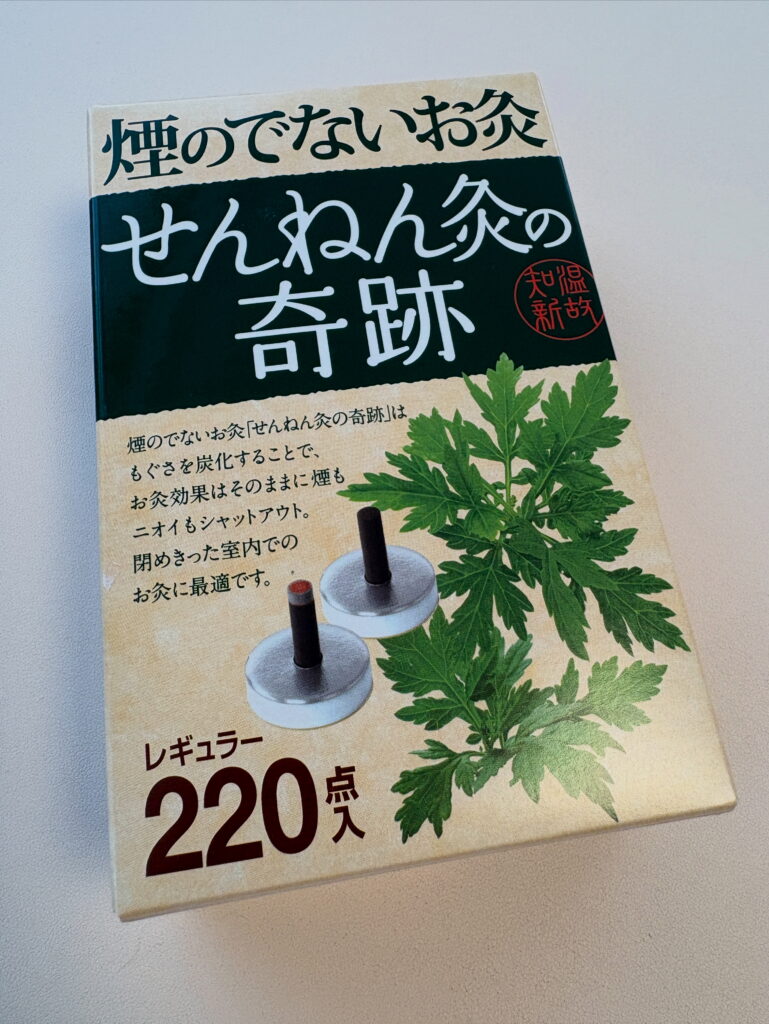 煙のでないお灸
せんねん灸の
奇跡
温故
知新
煙のでないお灸「せんねん灸の奇跡」は
もぐさを炭化することで、
お灸効果はそのままに煙も
ニオイもシャットアウト。
閉めきった室内での
お灸に最適です。
レギュラー
220点入